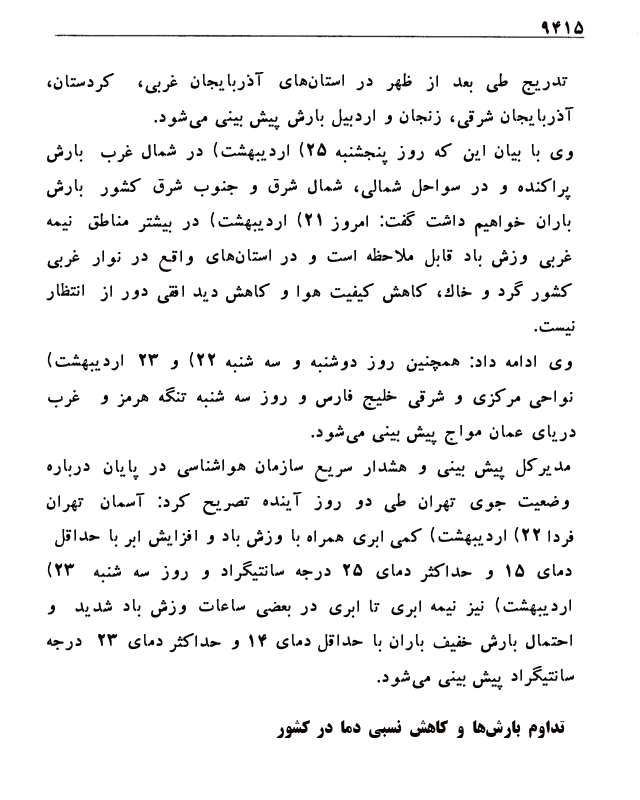 ۹۴۱۵
تدریج طی بعد از ظهر در استان‌های آذربایجان غربی، کردستان،
آذربایجان شرقی، زنجان و اردبیل بارش پیش بینی می‌شود.
وی با بیان این که روز پنجشنبه ۲۵) اردیبهشت) در شمال غرب بارش
پراکنده و در سواحل شمالی، شمال شرق و جنوب شرق کشور بارش
باران خواهیم داشت گفت: امروز ۲۱) اردیبهشت) در بیشتر مناطق نیمه
غربی وزش باد قابل ملاحظه است و در استان‌های واقع در نوار غربی
کشور گرد و خاك، کاهش کیفیت هوا و کاهش دید افقی دور از انتظار
نیست.
وی ادامه داد: همچنین روز دوشنبه و سه شنبه ۲۲) و ۲۳ اردیبهشت)
نواحی مرکزی و شرقی خلیج فارس و روز سه شنبه تنگه هرمز و غرب
دریای عمان مواج پیش بینی می‌شود.
مدیرکل پیش بینی و هشدار سریع سازمان هواشناسی در پایان درباره
وضعیت جوی تهران طی دو روز آینده تصریح کرد: آسمان تهران
فردا ۲۲) اردیبهشت) کمی ابری همراه با وزش باد و افزایش ابر با حداقل
دمای ۱۵ و حداکثر دمای ۲۵ درجه سانتیگراد و روز سه شنبه ۲۳)
اردیبهشت) نیز نیمه ابری تا ابری در بعضی ساعات وزش باد شدید و
احتمال بارش خفیف باران با حداقل دمای ۱۴ و حداکثر دمای ۲۳ درجه
سانتیگراد پیش بینی می‌شود.
تداوم بارش‌ها و کاهش نسبی دما در کشور